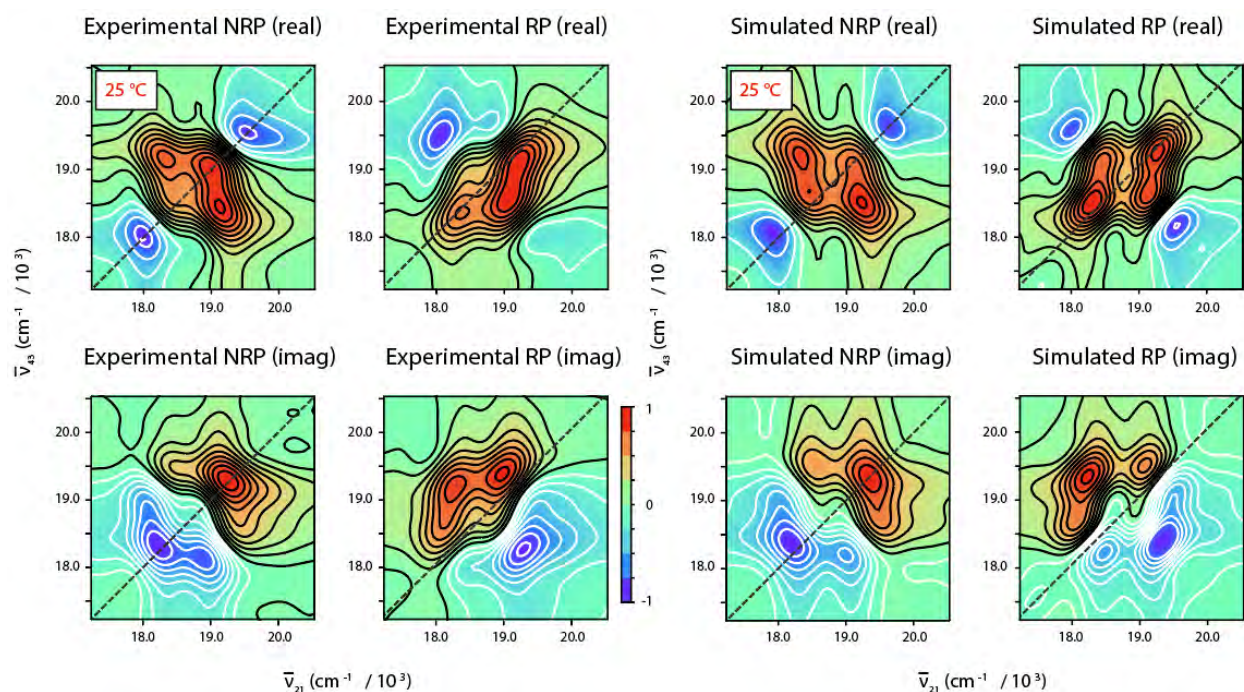 Experimental NRP (real)
Experimental RP (real)
Simulated NRP (real)
Simulated RP (real)
25 °C
25 °C
20.0
19.0
18.0
20.0
19.0
18.0
20.0
19.0
18.0
20.0
19.0
18.0
18.0 19.0 20.0
18.0 19.0 20.0
18.0 19.0 20.0
18.0 19.0 20.0
ν̅₄₃ (cm⁻¹ / 10³)
ν̅₄₃ (cm⁻¹ / 10³)
Experimental NRP (imag)
Experimental RP (imag)
Simulated NRP (imag)
Simulated RP (imag)
20.0
19.0
18.0
20.0
19.0
18.0
1
0
-1
20.0
19.0
18.0
20.0
19.0
18.0
18.0 19.0 20.0
18.0 19.0 20.0
18.0 19.0 20.0
18.0 19.0 20.0
ν̅₂₁ (cm⁻¹ / 10³)
ν̅₂₁ (cm⁻¹ / 10³)